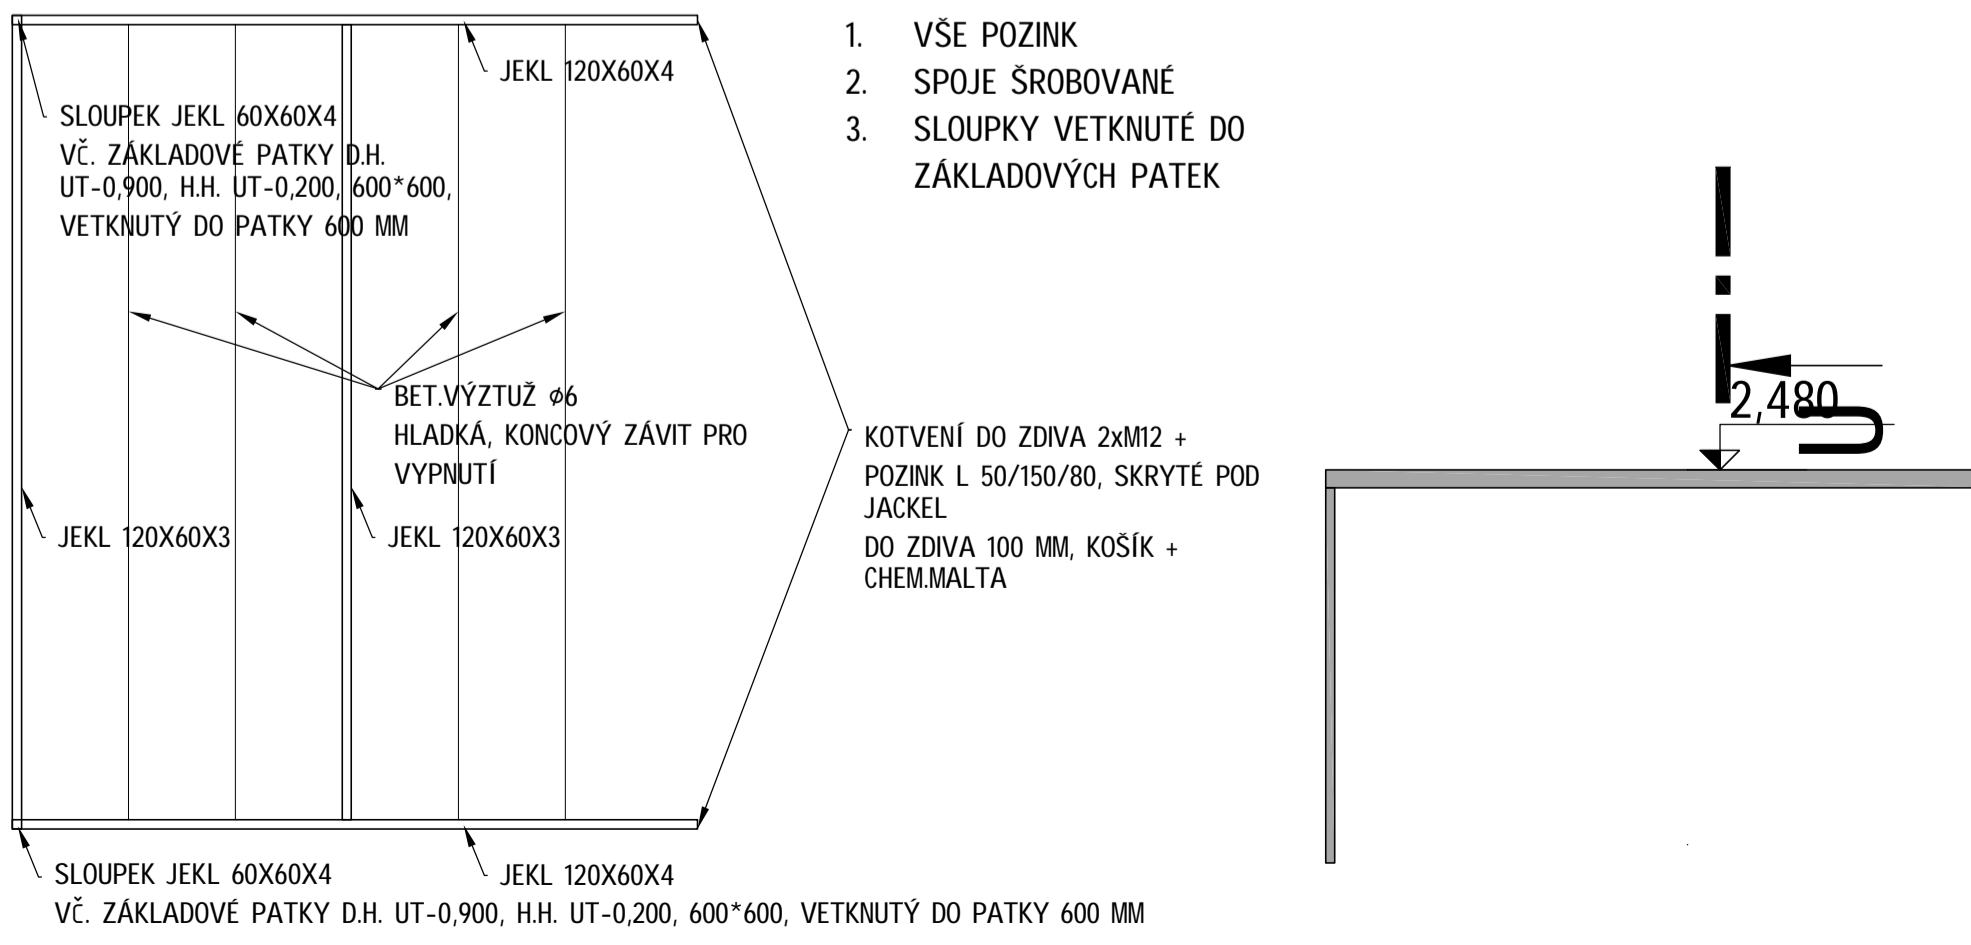 JEKL 120X60X4
SLOUPEK JEKL 60X60X4
VČ. ZÁKLADOVÉ PATKY D.H.
UT-0,900, H.H. UT-0,200, 600*600,
VETKNUTÝ DO PATKY 600 MM
1. VŠE POZINK
2. SPOJE ŠROBOVANÉ
3. SLOUPKY VETKNUTÉ DO
ZÁKLADOVÝCH PATEK
BET.VÝZTUŽ ϕ6
HLADKÁ, KONCOVÝ ZÁVIT PRO
VYPNUTÍ
JEKL 120X60X3
JEKL 120X60X3
KOTVENÍ DO ZDIVA 2xM12 +
POZINK L 50/150/80, SKRYTÉ POD
JACKEL
DO ZDIVA 100 MM, KOŠÍK +
CHEM.MALTA
2,480
SLOUPEK JEKL 60X60X4
JEKL 120X60X4
VČ. ZÁKLADOVÉ PATKY D.H. UT-0,900, H.H. UT-0,200, 600*600, VETKNUTÝ DO PATKY 600 MM